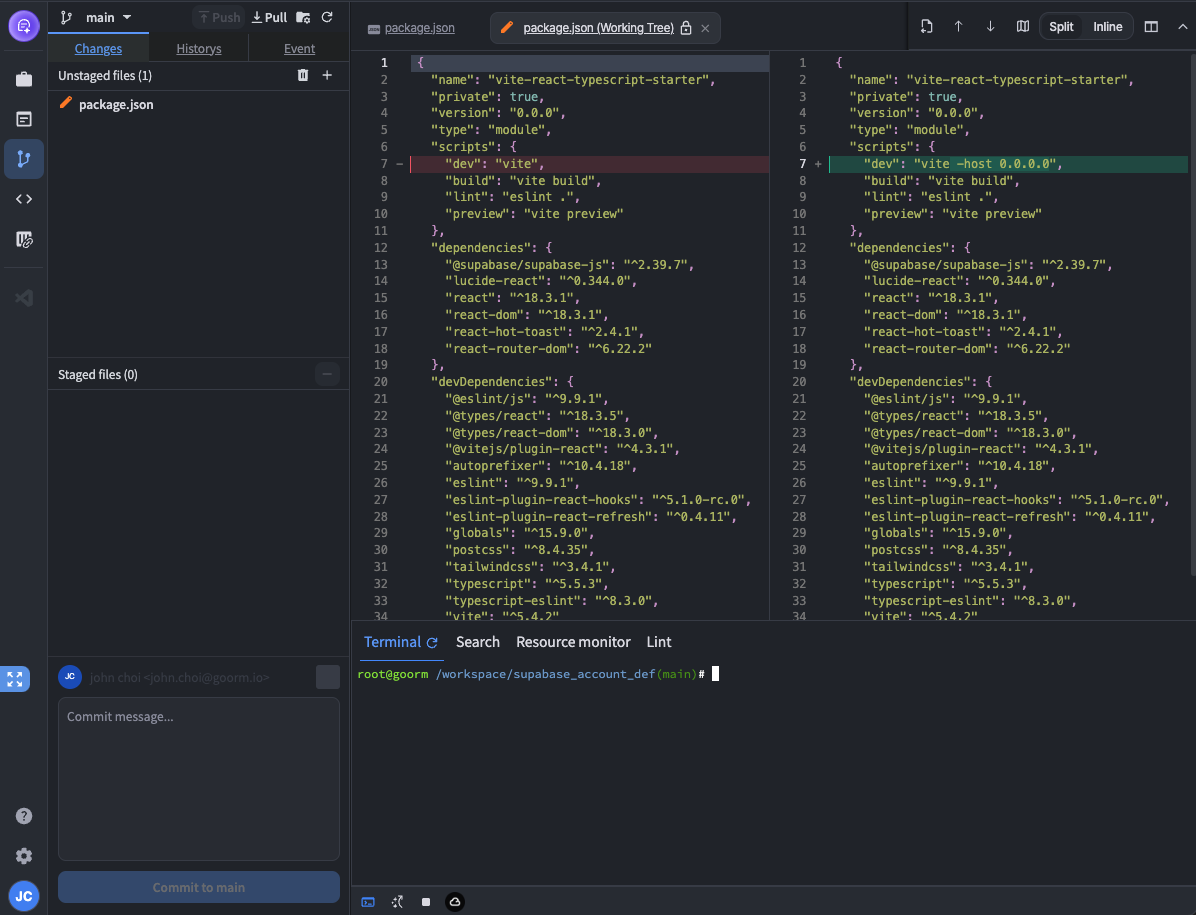 main
Push
Pull
Changes
Historys
Event
Unstaged files (1)
package.json
Staged files (0)
JC
john choi <john.choi@goorm.io>
Commit message...
Commit to main
JC
package.json
package.json (Working Tree)
Split
Inline
1 {
2 "name": "vite-react-typescript-starter",
3 "private": true,
4 "version": "0.0.0",
5 "type": "module",
6 "scripts": {
7 − "dev": "vite",
8 "build": "vite build",
9 "lint": "eslint .",
10 "preview": "vite preview"
11 },
12 "dependencies": {
13 "@supabase/supabase-js": "^2.39.7",
14 "lucide-react": "^0.344.0",
15 "react": "^18.3.1",
16 "react-dom": "^18.3.1",
17 "react-hot-toast": "^2.4.1",
18 "react-router-dom": "^6.22.2"
19 },
20 "devDependencies": {
21 "@eslint/js": "^9.9.1",
22 "@types/react": "^18.3.5",
23 "@types/react-dom": "^18.3.0",
24 "@vitejs/plugin-react": "^4.3.1",
25 "autoprefixer": "^10.4.18",
26 "eslint": "^9.9.1",
27 "eslint-plugin-react-hooks": "^5.1.0-rc.0",
28 "eslint-plugin-react-refresh": "^0.4.11",
29 "globals": "^15.9.0",
30 "postcss": "^8.4.35",
31 "tailwindcss": "^3.4.1",
32 "typescript": "^5.5.3",
33 "typescript-eslint": "^8.3.0",
34 "vite": "^5.4.2"
1 {
2 "name": "vite-react-typescript-starter",
3 "private": true,
4 "version": "0.0.0",
5 "type": "module",
6 "scripts": {
7 + "dev": "vite -host 0.0.0.0",
8 "build": "vite build",
9 "lint": "eslint .",
10 "preview": "vite preview"
11 },
12 "dependencies": {
13 "@supabase/supabase-js": "^2.39.7",
14 "lucide-react": "^0.344.0",
15 "react": "^18.3.1",
16 "react-dom": "^18.3.1",
17 "react-hot-toast": "^2.4.1",
18 "react-router-dom": "^6.22.2"
19 },
20 "devDependencies": {
21 "@eslint/js": "^9.9.1",
22 "@types/react": "^18.3.5",
23 "@types/react-dom": "^18.3.0",
24 "@vitejs/plugin-react": "^4.3.1",
25 "autoprefixer": "^10.4.18",
26 "eslint": "^9.9.1",
27 "eslint-plugin-react-hooks": "^5.1.0-rc.0",
28 "eslint-plugin-react-refresh": "^0.4.11",
29 "globals": "^15.9.0",
30 "postcss": "^8.4.35",
31 "tailwindcss": "^3.4.1",
32 "typescript": "^5.5.3",
33 "typescript-eslint": "^8.3.0",
34 "vite": "^5.4.2"
Terminal
Search
Resource monitor
Lint
root@goorm /workspace/supabase_account_def(main)#